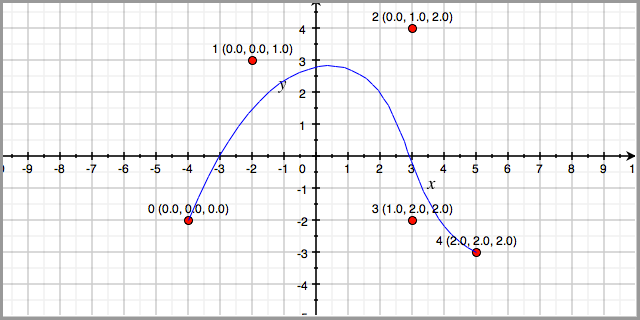 4
2 (0.0, 1.0, 2.0)
3
1 (0.0, 0.0, 1.0)
y
2
1
-9 -8 -7 -6 -5 -4 -3 -2 -1 0 1 2 3 4 5 6 7 8 9 1
x
-1
-2
0 (0.0, 0.0, 0.0)
3 (1.0, 2.0, 2.0)
-3
4 (2.0, 2.0, 2.0)
-4